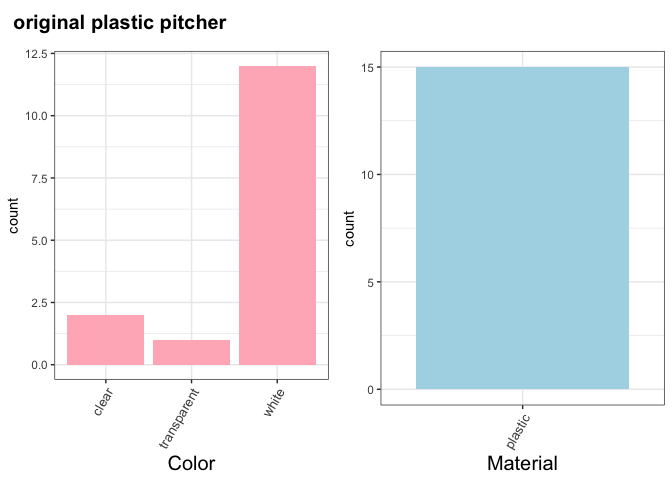 original plastic pitcher
12.5
10.0
7.5
5.0
2.5
0.0
count
clear
transparent
white
Color
15
10
5
0
count
plastic
Material